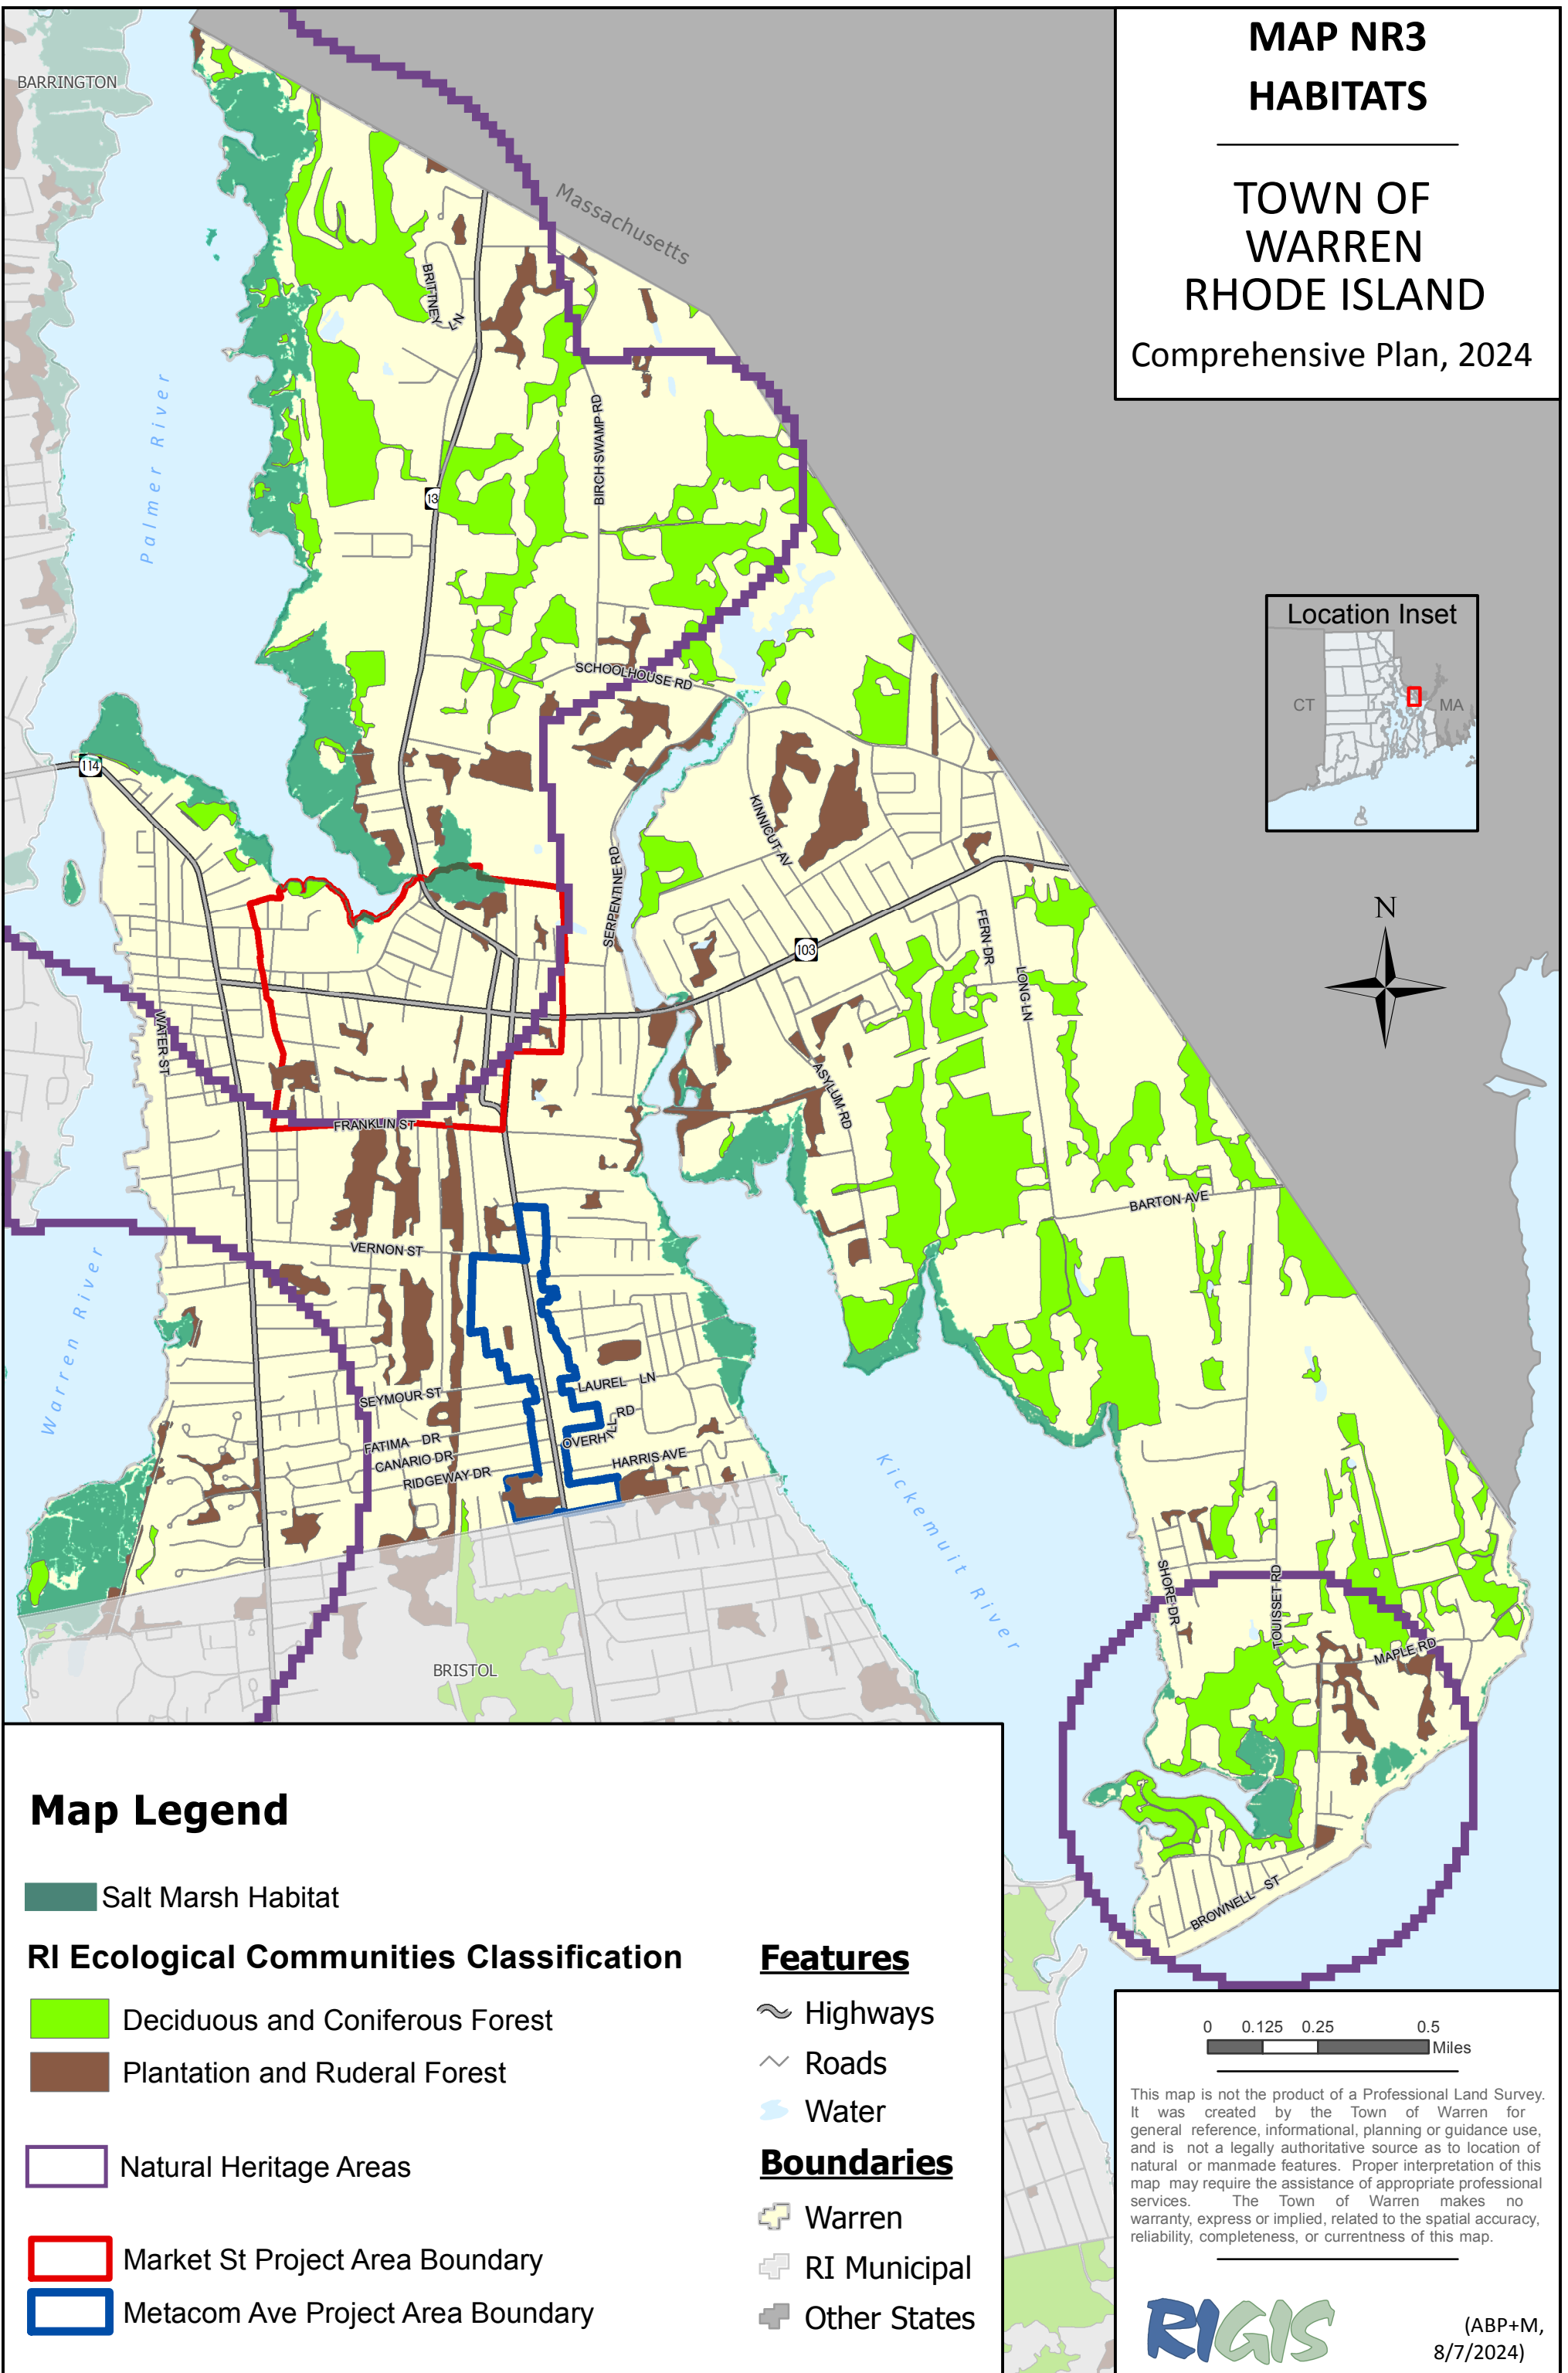 MAP NR3
HABITATS
TOWN OF
WARREN
RHODE ISLAND
Comprehensive Plan, 2024
BARRINGTON
Massachusetts
BRITTNEY LN
Palmer River
BIRCH SWAMP RD
13
Location Inset
CT
MA
SCHOOLHOUSE RD
114
KINNICUT AV
SERPENTINE RD
N
103
FERN DR
LONG LN
WATER ST
ASYLUM RD
FRANKLIN ST
BARTON AVE
VERNON ST
Warren River
LAUREL LN
SEYMOUR ST
OVERHYLL RD
FATIMA DR
CANARIO DR
RIDGEWAY DR
HARRIS AVE
Kickemuit River
SHORE DR
TOUISSET RD
MAPLE RD
BRISTOL
BROWNELL ST
Map Legend
Salt Marsh Habitat
RI Ecological Communities Classification
Deciduous and Coniferous Forest
Plantation and Ruderal Forest
Natural Heritage Areas
Market St Project Area Boundary
Metacom Ave Project Area Boundary
Features
Highways
Roads
Water
Boundaries
Warren
RI Municipal
Other States
0 0.125 0.25 0.5
Miles
This map is not the product of a Professional Land Survey.
It was created by the Town of Warren for
general reference, informational, planning or guidance use,
and is not a legally authoritative source as to location of
natural or manmade features. Proper interpretation of this
map may require the assistance of appropriate professional
services. The Town of Warren makes no
warranty, express or implied, related to the spatial accuracy,
reliability, completeness, or currentness of this map.
RIGIS
(ABP+M,
8/7/2024)